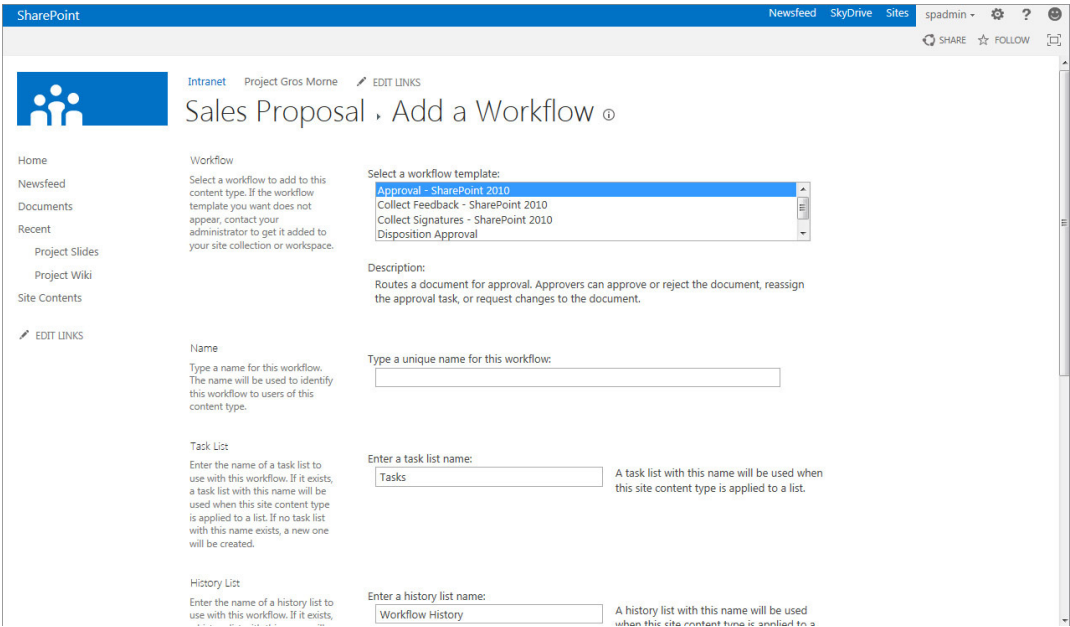 SharePoint
Newsfeed SkyDrive Sites spadmin ?
SHARE FOLLOW
Intranet Project Gros Morne EDIT LINKS
Sales Proposal Add a Workflow
Home
Newsfeed
Documents
Recent
Project Slides
Project Wiki
Site Contents
EDIT LINKS
Workflow
Select a workflow to add to this
content type. If the workflow
template you want does not
appear, contact your
administrator to get it added to
your site collection or workspace.
Select a workflow template:
Approval - SharePoint 2010
Collect Feedback - SharePoint 2010
Collect Signatures - SharePoint 2010
Disposition Approval
Description:
Routes a document for approval. Approvers can approve or reject the document, reassign
the approval task, or request changes to the document.
Name
Type a name for this workflow.
The name will be used to identify
this workflow to users of this
content type.
Type a unique name for this workflow:
Task List
Enter the name of a task list to
use with this workflow. If it exists,
a task list with this name will be
used when this site content type
is applied to a list. If no task list
with this name exists, a new one
will be created.
Enter a task list name:
Tasks
A task list with this name will be used when
this site content type is applied to a list.
History List
Enter the name of a history list to
use with this workflow. If it exists,
Enter a history list name:
Workflow History
A history list with this name will be used
when this site content type is applied to a